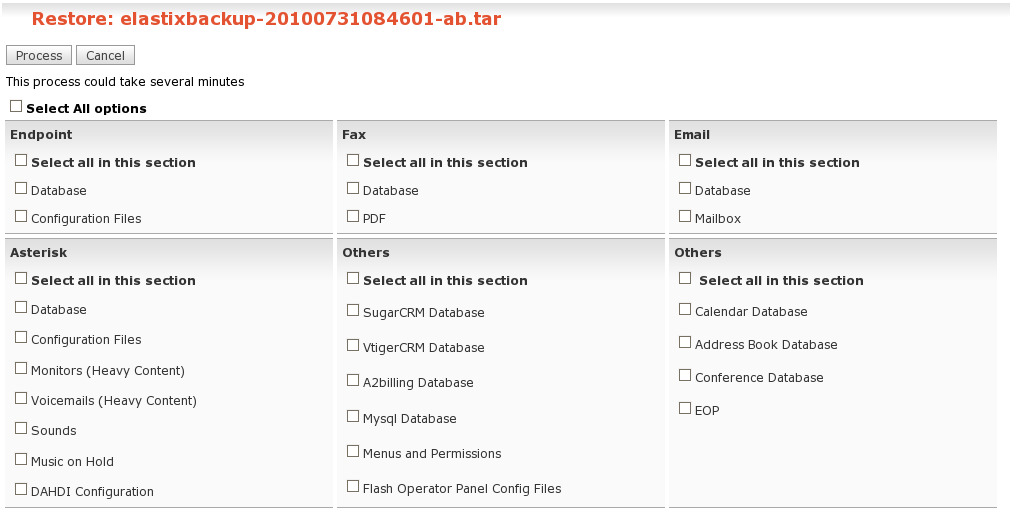 Restore: elastixbackup-20100731084601-ab.tar
Process Cancel
This process could take several minutes
Select All options
Endpoint
Select all in this section
Database
Configuration Files
Fax
Select all in this section
Database
PDF
Email
Select all in this section
Database
Mailbox
Asterisk
Select all in this section
Database
Configuration Files
Monitors (Heavy Content)
Voicemails (Heavy Content)
Sounds
Music on Hold
DAHDI Configuration
Others
Select all in this section
SugarCRM Database
VtigerCRM Database
A2billing Database
Mysql Database
Menus and Permissions
Flash Operator Panel Config Files
Others
Select all in this section
Calendar Database
Address Book Database
Conference Database
EOP